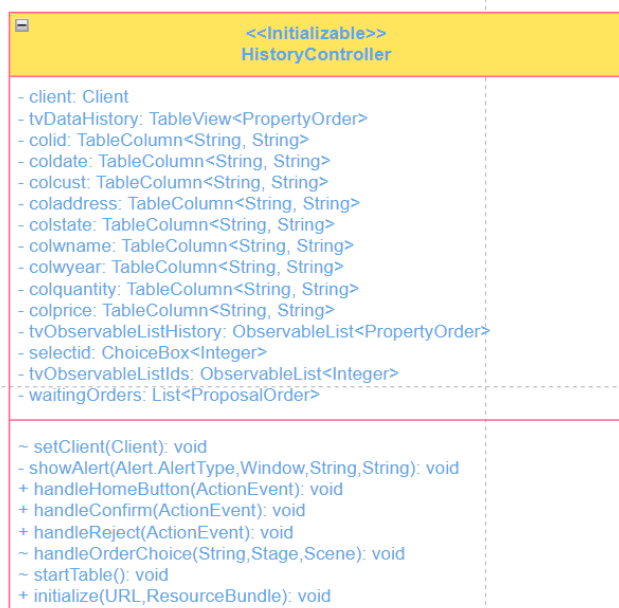 <<Initializable>>
HistoryController
- client: Client
- tvDataHistory: TableView<PropertyOrder>
- colid: TableColumn<String, String>
- coldate: TableColumn<String, String>
- colcust: TableColumn<String, String>
- coladdress: TableColumn<String, String>
- colstate: TableColumn<String, String>
- colwname: TableColumn<String, String>
- colwyear: TableColumn<String, String>
- colquantity: TableColumn<String, String>
- colprice: TableColumn<String, String>
- tvObservableListHistory: ObservableList<PropertyOrder>
- selectid: ChoiceBox<Integer>
- tvObservableListIds: ObservableList<Integer>
- waitingOrders: List<ProposalOrder>
~ setClient(Client): void
- showAlert(Alert.AlertType,Window,String,String): void
+ handleHomeButton(ActionEvent): void
+ handleConfirm(ActionEvent): void
+ handleReject(ActionEvent): void
~ handleOrderChoice(String,Stage,Scene): void
~ startTable(): void
+ initialize(URL,ResourceBundle): void